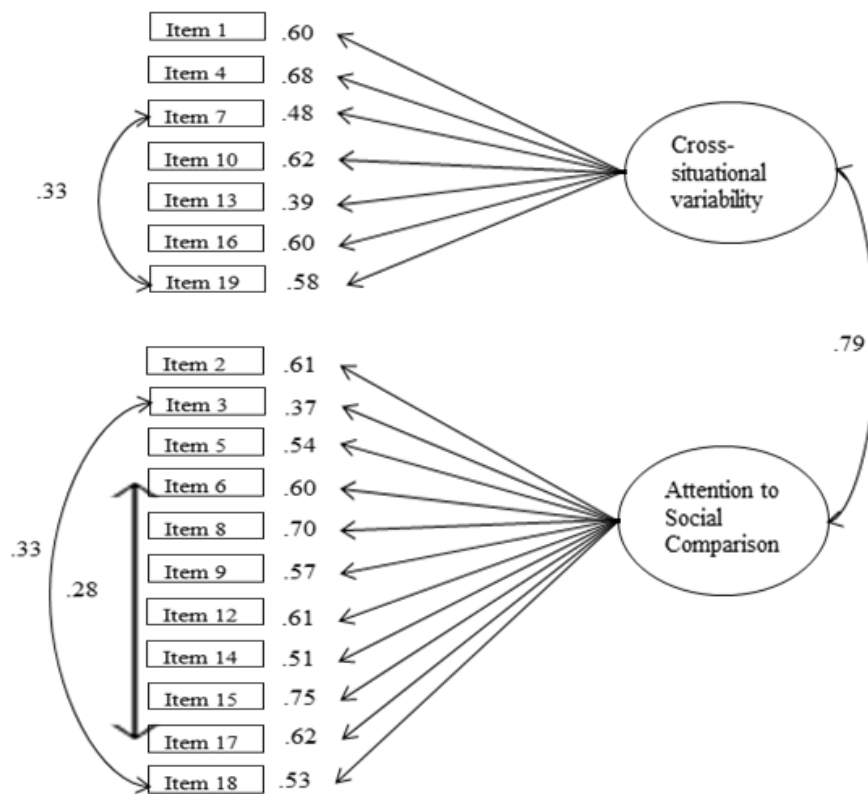 Item 1 .60
Item 4 .68
Item 7 .48
Item 10 .62
Item 13 .39
Item 16 .60
Item 19 .58
.33
Cross-
situational
variability
.79
Item 2 .61
Item 3 .37
Item 5 .54
Item 6 .60
Item 8 .70
Item 9 .57
Item 12 .61
Item 14 .51
Item 15 .75
Item 17 .62
Item 18 .53
.33
.28
Attention to
Social
Comparison